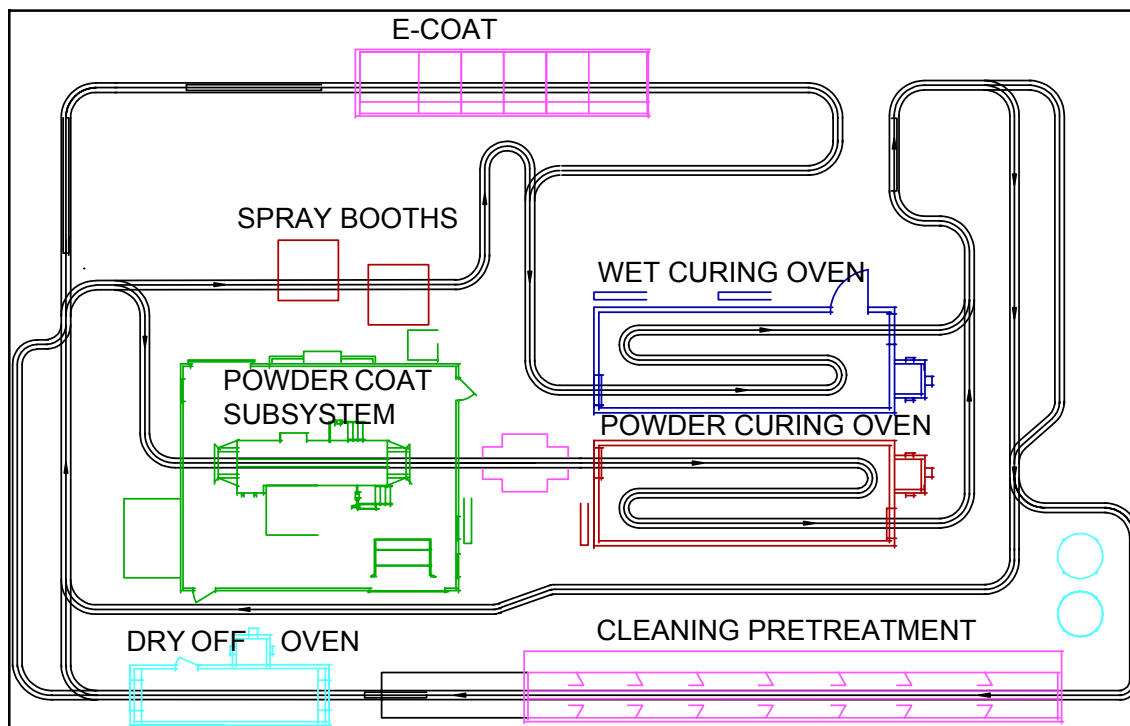 E-COAT
SPRAY BOOTHS
WET CURING OVEN
POWDER COAT
SUBSYSTEM
POWDER CURING OVEN
DRY OFF OVEN
CLEANING PRETREATMENT